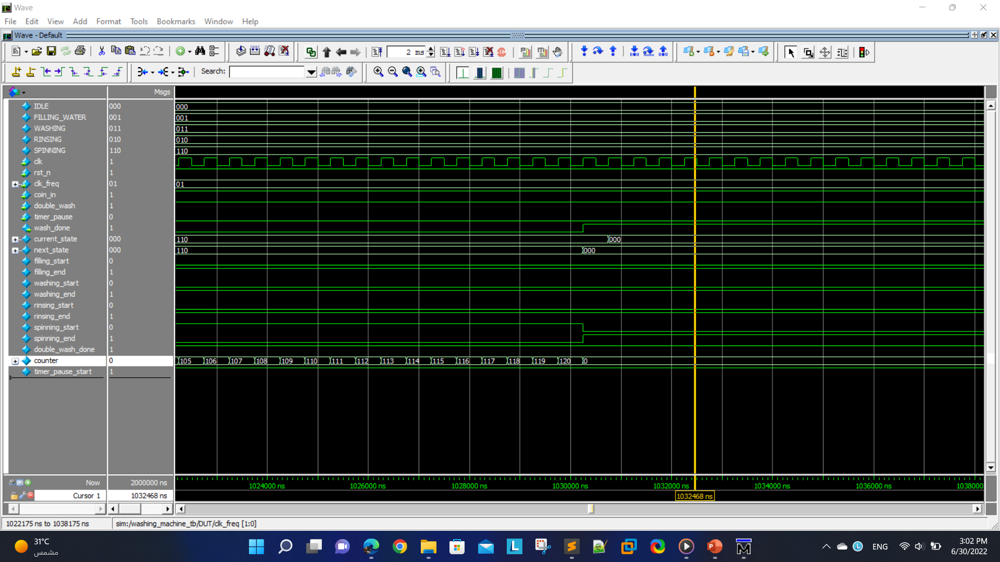 Wave
File Edit View Add Format Tools Bookmarks Window Help
Wave - Default
2 ms
Search:
Msgs
IDLE 000 000
FILLING_WATER 001 001
WASHING 011 011
RINSING 010 010
SPINNING 110 110
clk 1
rst_n 1
clk_freq 01 01
coin_in 1
double_wash 1
timer_pause 0
wash_done 1
current_state 000 110 000
next_state 000 110 000
filling_start 0
filling_end 1
washing_start 0
washing_end 1
rinsing_start 0
rinsing_end 1
spinning_start 0
spinning_end 1
double_wash_done 1
counter 0 105 106 107 108 109 110 111 112 113 114 115 116 117 118 119 120 0
timer_pause_start 1
Now 2000000 ns 1024000 ns 1026000 ns 1028000 ns 1030000 ns 1032000 ns 1034000 ns 1036000 ns 1038000
Cursor 1 1032468 ns 1032468 ns
1022175 ns to 1038175 ns sim:/washing_machine_tb/DUT/clk_freq [1:0]
31°C
مشمس
ENG
3:02 PM
6/30/2022